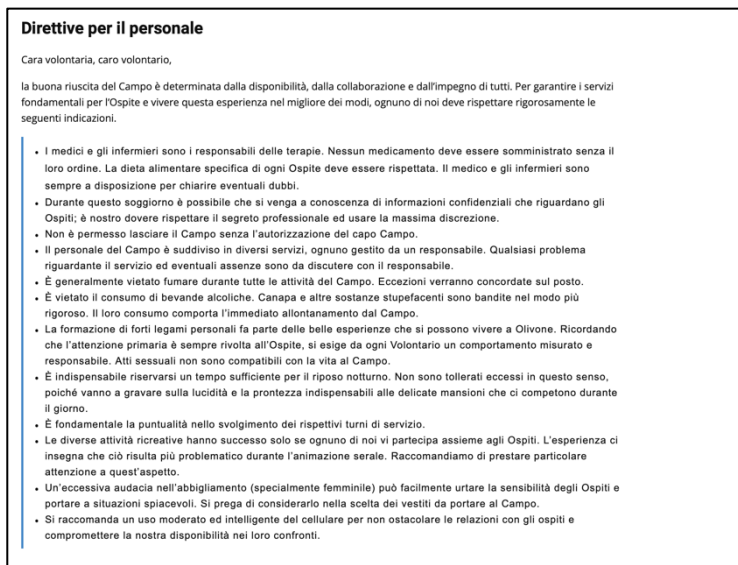 Direttive per il personale
Cara volontaria, caro volontario,
la buona riuscita del Campo è determinata dalla disponibilità, dalla collaborazione e dall'impegno di tutti. Per garantire i servizi
fondamentali per l'Ospite e vivere questa esperienza nel migliore dei modi, ognuno di noi deve rispettare rigorosamente le
seguenti indicazioni.
• I medici e gli infermieri sono i responsabili delle terapie. Nessun medicamento deve essere somministrato senza il
loro ordine. La dieta alimentare specifica di ogni Ospite deve essere rispettata. Il medico e gli infermieri sono
sempre a disposizione per chiarire eventuali dubbi.
• Durante questo soggiorno è possibile che si venga a conoscenza di informazioni confidenziali che riguardano gli
Ospiti; è nostro dovere rispettare il segreto professionale ed usare la massima discrezione.
• Non è permesso lasciare il Campo senza l'autorizzazione del capo Campo.
• Il personale del Campo è suddiviso in diversi servizi, ognuno gestito da un responsabile. Qualsiasi problema
riguardante il servizio ed eventuali assenze sono da discutere con il responsabile.
• È generalmente vietato fumare durante tutte le attività del Campo. Eccezioni verranno concordate sul posto.
• È vietato il consumo di bevande alcoliche. Canapa e altre sostanze stupefacenti sono bandite nel modo più
rigoroso. Il loro consumo comporta l'immediato allontanamento dal Campo.
• La formazione di forti legami personali fa parte delle belle esperienze che si possono vivere a Olivone. Ricordando
che l'attenzione primaria è sempre rivolta all'Ospite, si esige da ogni Volontario un comportamento misurato e
responsabile. Atti sessuali non sono compatibili con la vita al Campo.
• È indispensabile riservarsi un tempo sufficiente per il riposo notturno. Non sono tollerati eccessi in questo senso,
poiché vanno a gravare sulla lucidità e la prontezza indispensabili alle delicate mansioni che ci competono durante
il giorno.
• È fondamentale la puntualità nello svolgimento dei rispettivi turni di servizio.
• Le diverse attività ricreative hanno successo solo se ognuno di noi vi partecipa assieme agli Ospiti. L'esperienza ci
insegna che ciò risulta più problematico durante l'animazione serale. Raccomandiamo di prestare particolare
attenzione a quest'aspetto.
• Un'eccessiva audacia nell'abbigliamento (specialmente femminile) può facilmente urtare la sensibilità degli Ospiti e
portare a situazioni spiacevoli. Si prega di considerarlo nella scelta dei vestiti da portare al Campo.
• Si raccomanda un uso moderato ed intelligente del cellulare per non ostacolare le relazioni con gli ospiti e
compromettere la nostra disponibilità nei loro confronti.